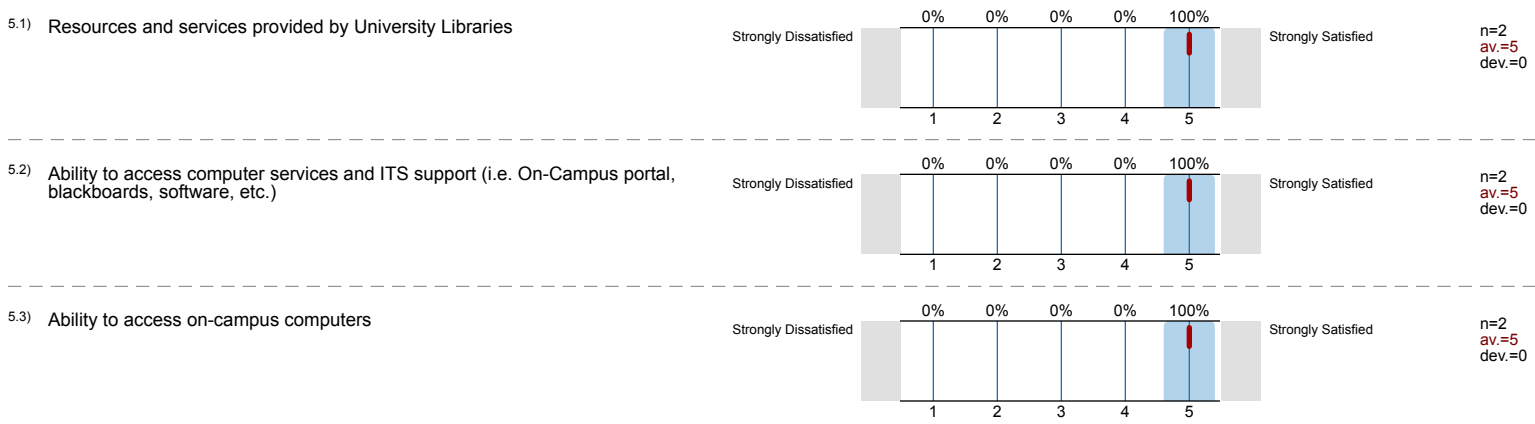 5.1) Resources and services provided by University Libraries
0% 0% 0% 0% 100%
Strongly Dissatisfied Strongly Satisfied
n=2
av.=5
dev.=0
1 2 3 4 5
5.2) Ability to access computer services and ITS support (i.e. On-Campus portal,
blackboards, software, etc.)
0% 0% 0% 0% 100%
Strongly Dissatisfied Strongly Satisfied
n=2
av.=5
dev.=0
1 2 3 4 5
5.3) Ability to access on-campus computers
0% 0% 0% 0% 100%
Strongly Dissatisfied Strongly Satisfied
n=2
av.=5
dev.=0
1 2 3 4 5